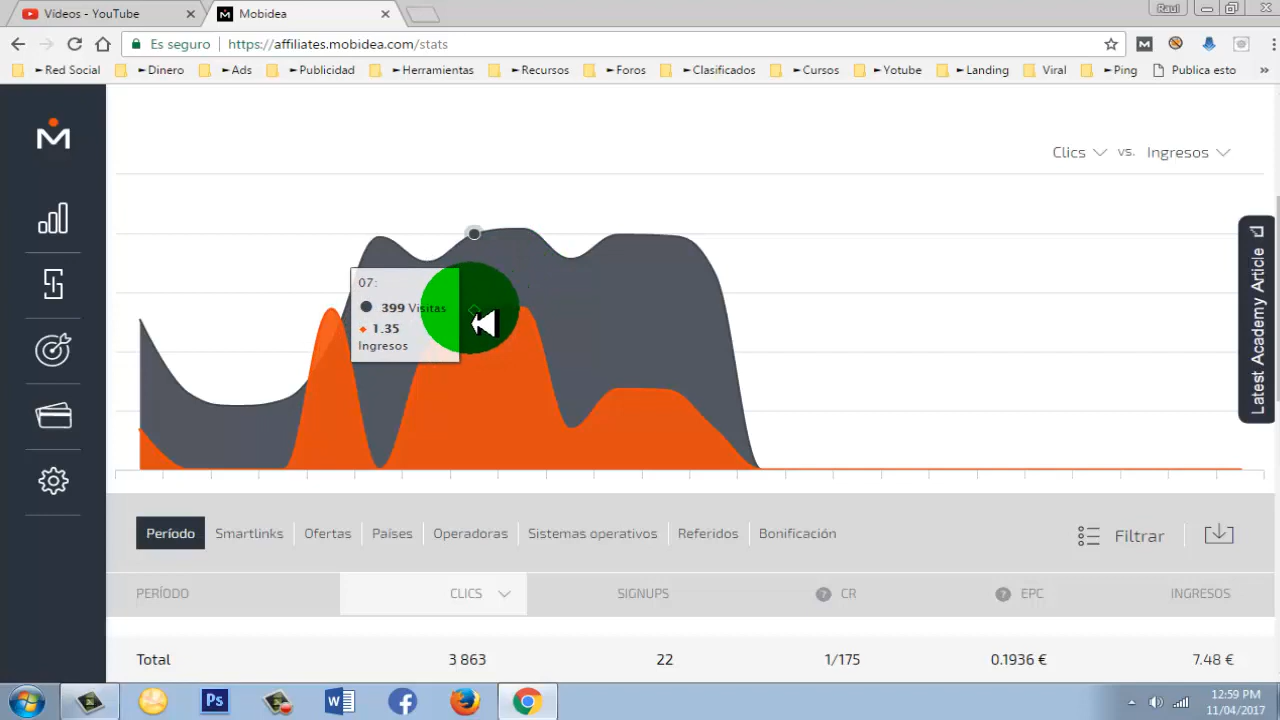 Videos - YouTube
Mobidea
Raul
Es seguro
https://affiliates.mobidea.com/stats
Red Social
Dinero
Ads
Publicidad
Herramientas
Recursos
Foros
Clasificados
Cursos
Yotube
Landing
Viral
Ping
Publica esto
»
Clics vs. Ingresos
07:
399 Visitas
1.35
Ingresos
Latest Academy Article
Período
Smartlinks
Ofertas
Países
Operadoras
Sistemas operativos
Referidos
Bonificación
Filtrar
PERÍODO
CLICS
SIGNUPS
? CR
? EPC
INGRESOS
Total
3 863
22
1/175
0.1936 €
7.48 €
Ps
12:59 PM
11/04/2017